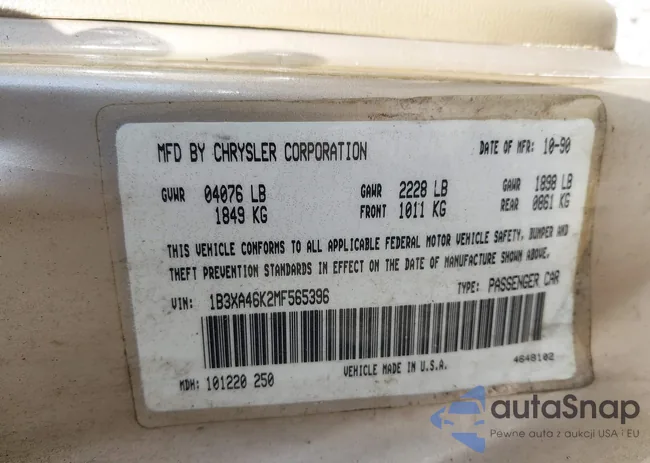 MFD BY CHRYSLER CORPORATION DATE OF MFR: 10-90
GVWR 04076 LB GAWR 2228 LB GAWR 1898 LB
1849 KG FRONT 1011 KG REAR 0861 KG
THIS VEHICLE CONFORMS TO ALL APPLICABLE FEDERAL MOTOR VEHICLE SAFETY, BUMPER AND
THEFT PREVENTION STANDARDS IN EFFECT ON THE DATE OF MANUFACTURE SHOWN ABOVE.
VIN: 1B3XA46K2MF565396 TYPE: PASSENGER CAR
VEHICLE MADE IN U.S.A. 4648102
MDH: 101220 250
autaSnap
Pewne auta z aukcji USA i EU